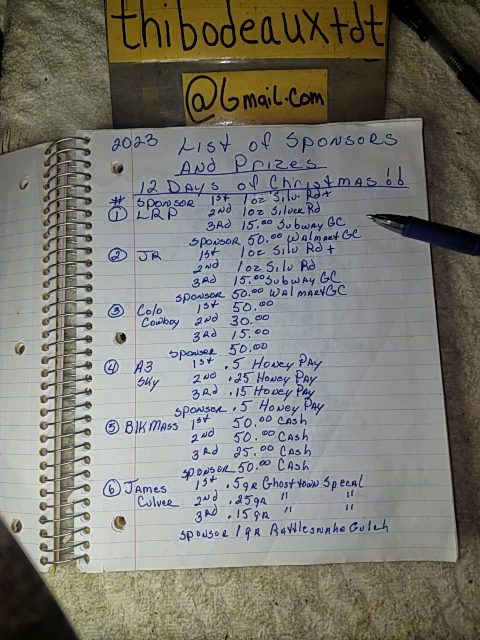 thibodeaux+dt
@Gmail.com
2023 List of Sponsors
And Prizes
12 Days of Christmas!!
# Sponsor 1st 1oz Silv Rd+
① LRP 2nd 1oz Silver Rd
3rd 15.00 Subway GC
Sponsor 50.00 Walmart GC
② JR 1st 1oz Silv Rd+
2nd 1oz Silv Rd
3rd 15.00 Subway GC
Sponsor 50.00 Walmart GC
③ Colo 1st 50.00
Cowboy 2nd 30.00
3rd 15.00
Sponsor 50.00
④ A3 1st .5 Honey Pay
Sky 2nd .25 Honey Pay
3rd .15 Honey Pay
Sponsor .5 Honey Pay
⑤ BlkMass 1st 50.00 Cash
2nd 50.00 Cash
3rd 25.00 Cash
Sponsor 50.00 Cash
⑥ James 1st .5gr Ghost town Specal
Culver 2nd .25gr " "
3rd .15gr " "
Sponsor 1gr Rattlesnake Gulch